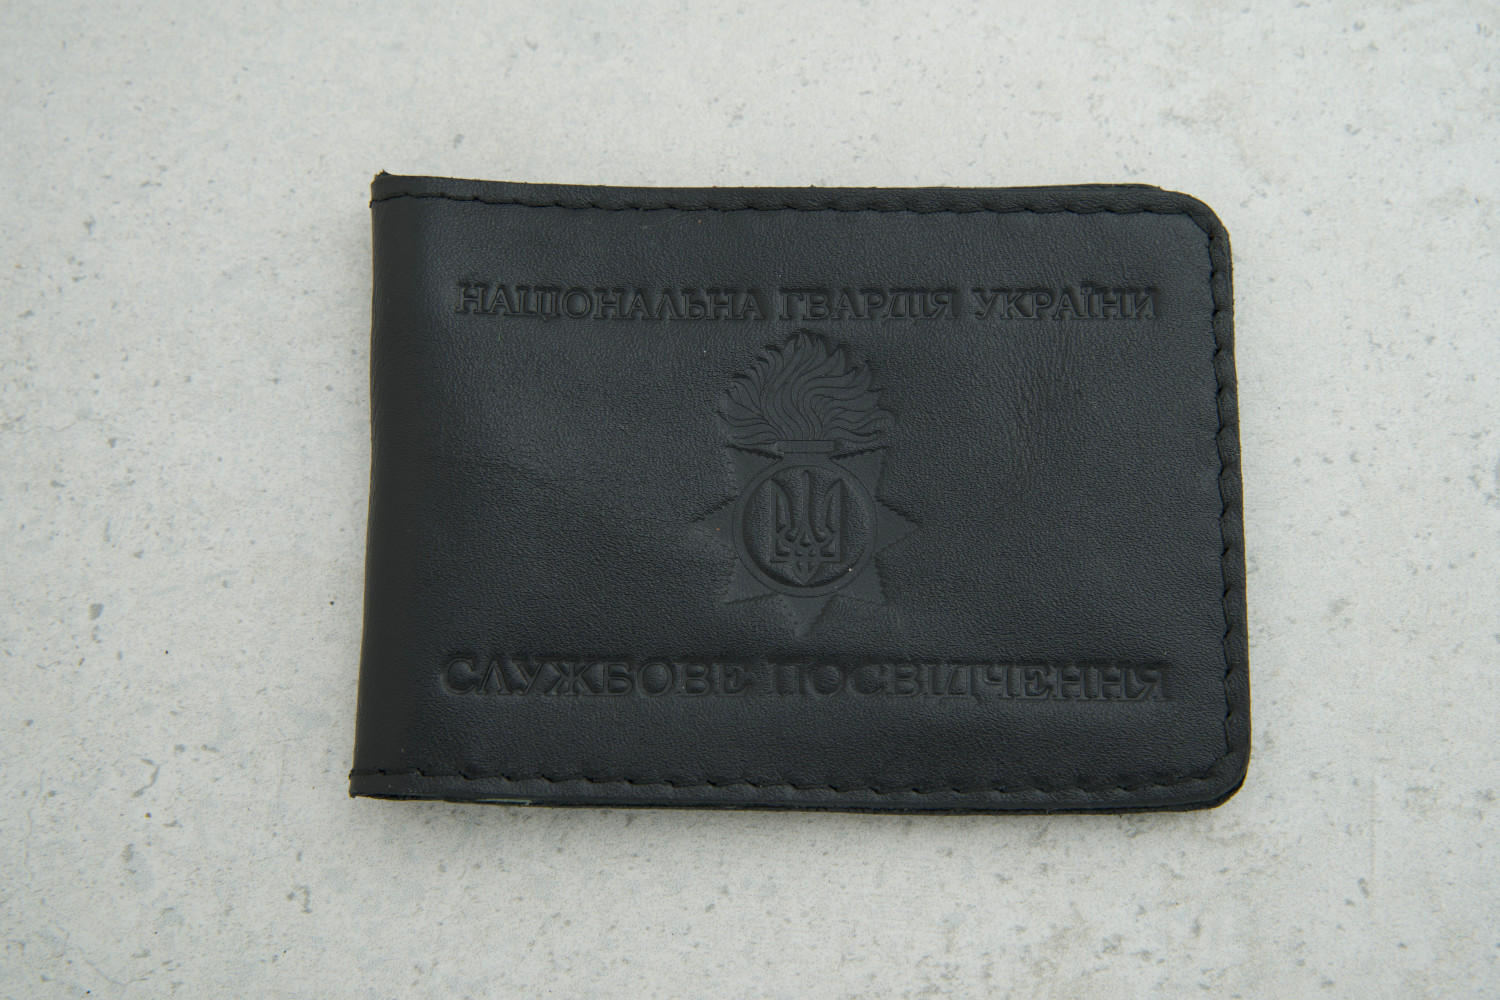 НАЦІОНАЛЬНА ГВАРДІЯ УКРАЇНИ
СЛУЖБОВЕ ПОСВІДЧЕННЯ